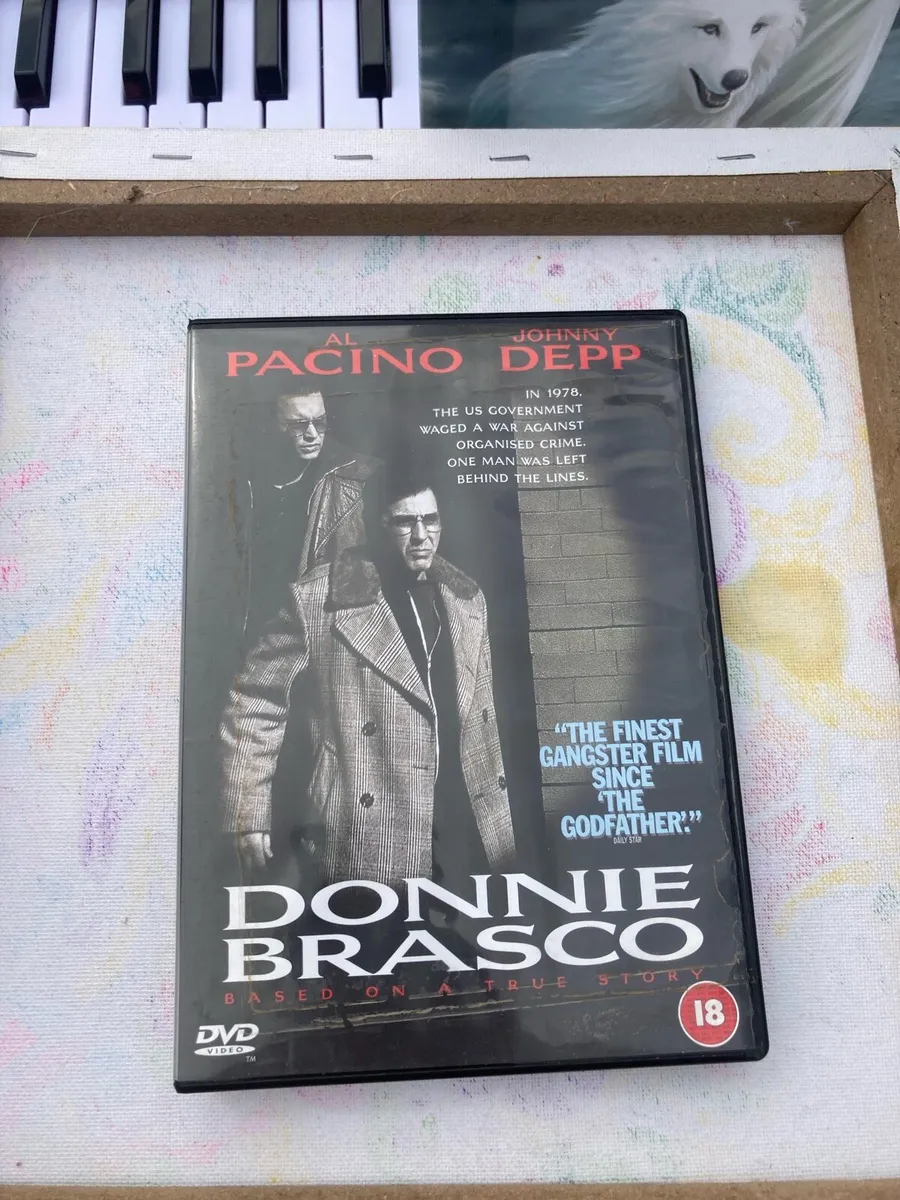 AL
PACINO
JOHNNY
DEPP
IN 1978,
THE US GOVERNMENT
WAGED A WAR AGAINST
ORGANISED CRIME.
ONE MAN WAS LEFT
BEHIND THE LINES.
“THE FINEST
GANGSTER FILM
SINCE
‘THE
GODFATHER’.”
DAILY STAR
DONNIE
BRASCO
BASED ON A TRUE STORY
18
DVD
VIDEO
TM